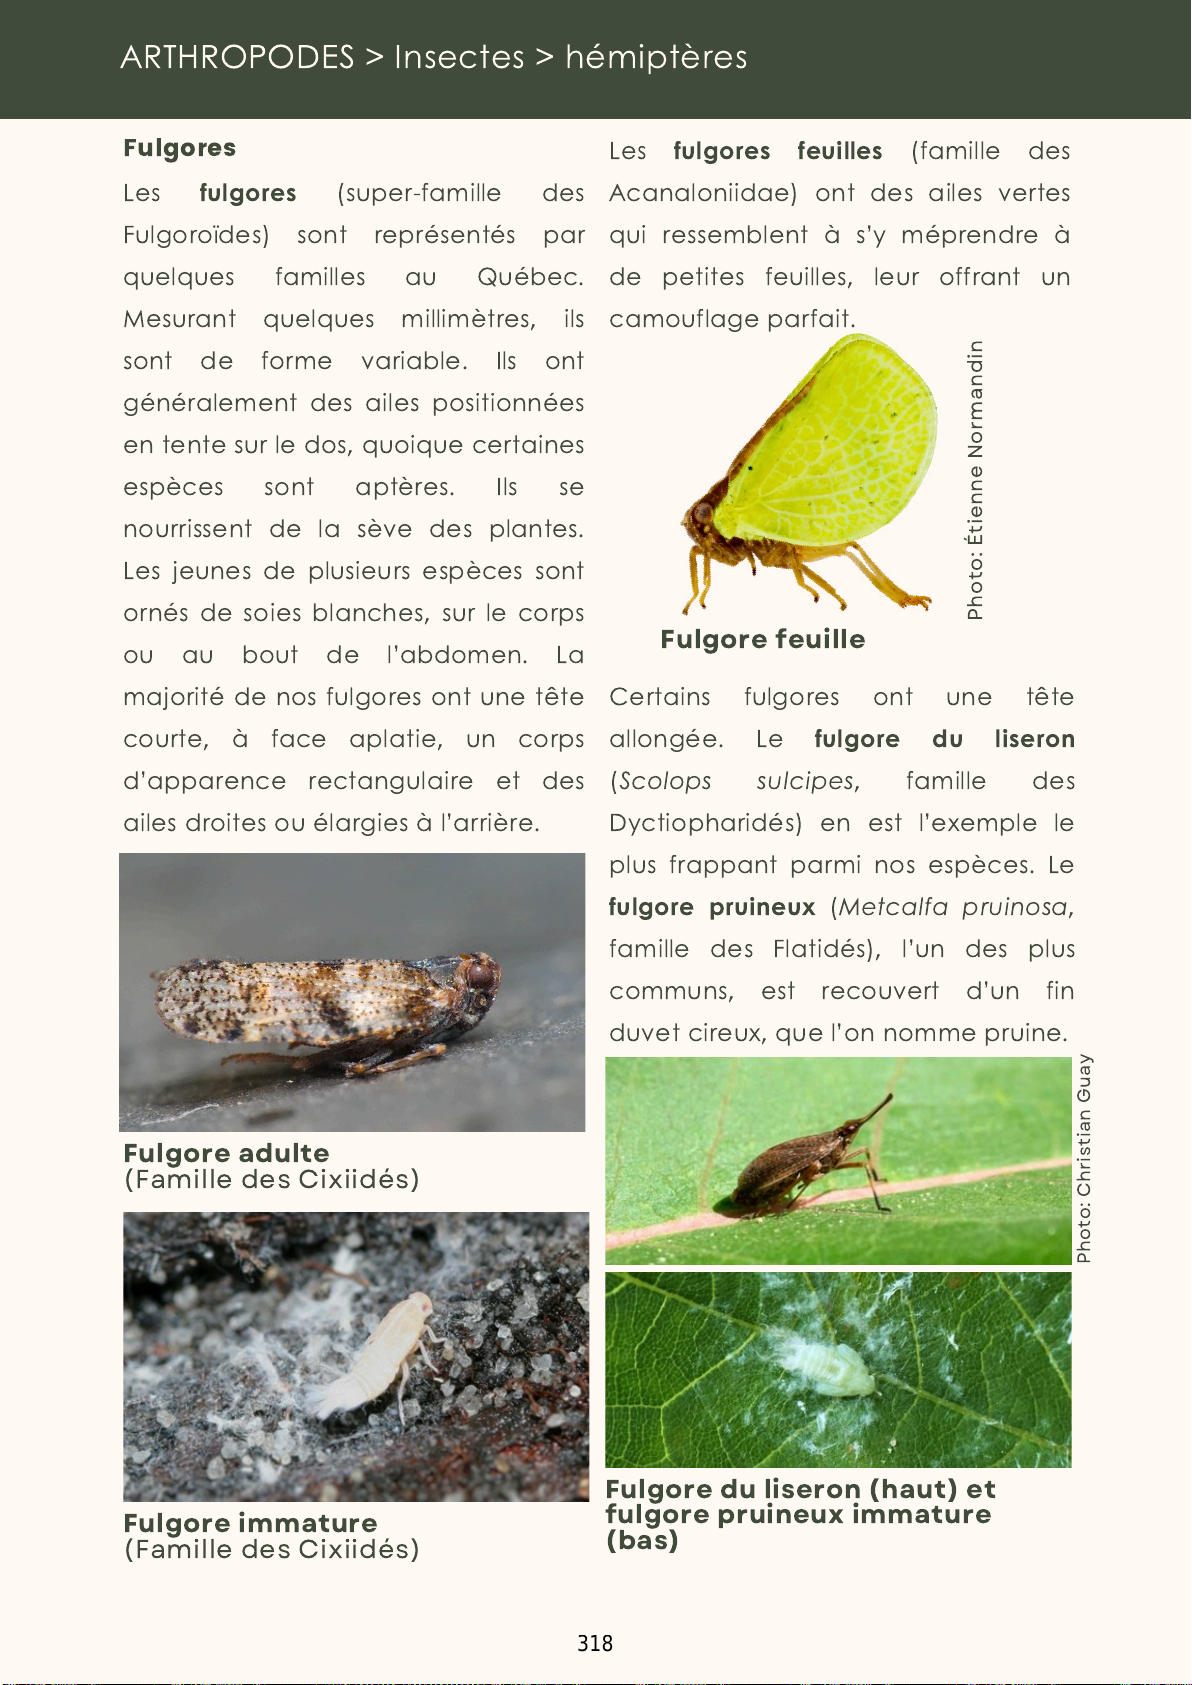 ARTHROPODES > Insectes > hémiptères
Fulgores
Les fulgores (super-famille des
Fulgoroïdes) sont représentés par
quelques familles au Québec.
Mesurant quelques millimètres, ils
sont de forme variable. Ils ont
généralement des ailes positionnées
en tente sur le dos, quoique certaines
espèces sont aptères. Ils se
nourrissent de la sève des plantes.
Les jeunes de plusieurs espèces sont
ornés de soies blanches, sur le corps
ou au bout de l'abdomen. La
majorité de nos fulgores ont une tête
courte, à face aplatie, un corps
d'apparence rectangulaire et des
ailes droites ou élargies à l'arrière.
Fulgore adulte
(Famille des Cixiidés)
Fulgore immature
(Famille des Cixiidés)
Les fulgores feuilles (famille des
Acanaloniidae) ont des ailes vertes
qui ressemblent à s'y méprendre à
de petites feuilles, leur offrant un
camouflage parfait.
Photo: Étienne Normandin
Fulgore feuille
Certains fulgores ont une tête
allongée. Le fulgore du liseron
(Scolops sulcipes, famille des
Dyctiopharidés) en est l'exemple le
plus frappant parmi nos espèces. Le
fulgore pruineux (Metcalfa pruinosa,
famille des Flatidés), l'un des plus
communs, est recouvert d'un fin
duvet cireux, que l'on nomme pruine.
Photo: Christian Guay
Fulgore du liseron (haut) et
fulgore pruineux immature
(bas)
318